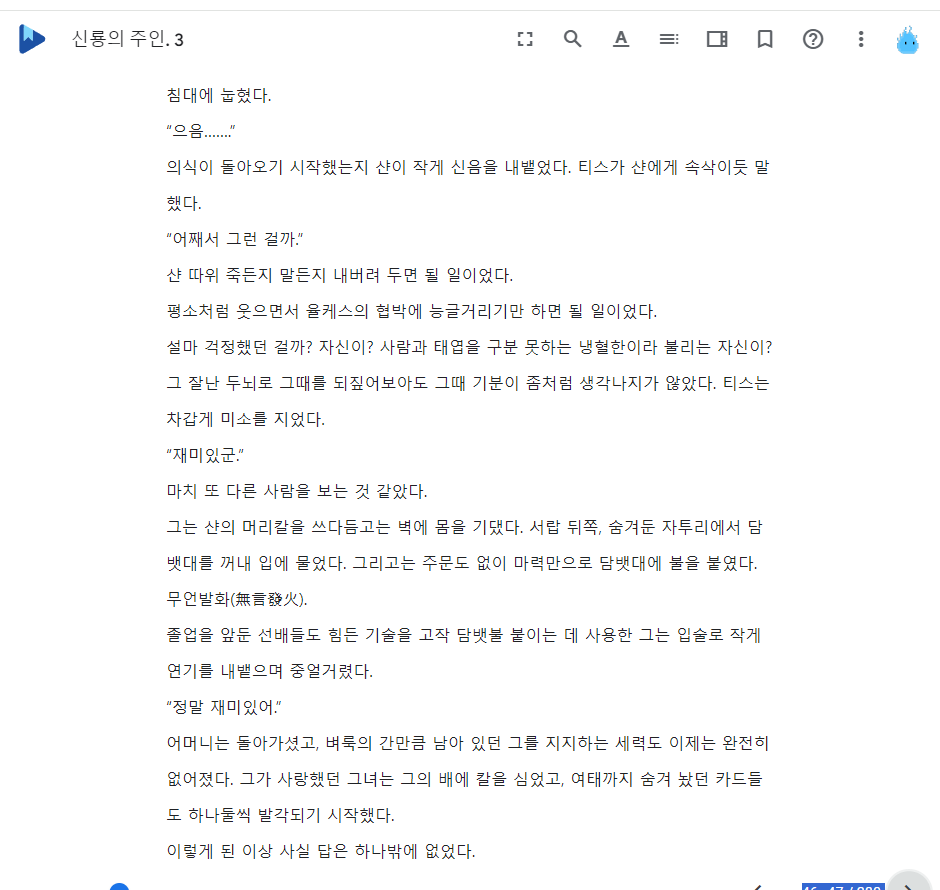 신룡의 주인. 3
침대에 눕혔다.
“으음.......”
의식이 돌아오기 시작했는지 샨이 작게 신음을 내뱉었다. 티스가 샨에게 속삭이듯 말
했다.
“어째서 그런 걸까.”
샨 따위 죽든지 말든지 내버려 두면 될 일이었다.
평소처럼 웃으면서 율케스의 협박에 능글거리기만 하면 될 일이었다.
설마 걱정했던 걸까? 자신이? 사람과 태엽을 구분 못하는 냉혈한이라 불리는 자신이?
그 잘난 두뇌로 그때를 되짚어보아도 그때 기분이 좀처럼 생각나지가 않았다. 티스는
차갑게 미소를 지었다.
“재미있군.”
마치 또 다른 사람을 보는 것 같았다.
그는 샨의 머리칼을 쓰다듬고는 벽에 몸을 기댔다. 서랍 뒤쪽, 숨겨둔 자투리에서 담
뱃대를 꺼내 입에 물었다. 그리고는 주문도 없이 마력만으로 담뱃대에 불을 붙였다.
무언발화(無言發火).
졸업을 앞둔 선배들도 힘든 기술을 고작 담뱃불 붙이는 데 사용한 그는 입술로 작게
연기를 내뱉으며 중얼거렸다.
“정말 재미있어.”
어머니는 돌아가셨고, 벼룩의 간만큼 남아 있던 그를 지지하는 세력도 이제는 완전히
없어졌다. 그가 사랑했던 그녀는 그의 배에 칼을 심었고, 여태까지 숨겨 놨던 카드들
도 하나둘씩 발각되기 시작했다.
이렇게 된 이상 사실 답은 하나밖에 없었다.